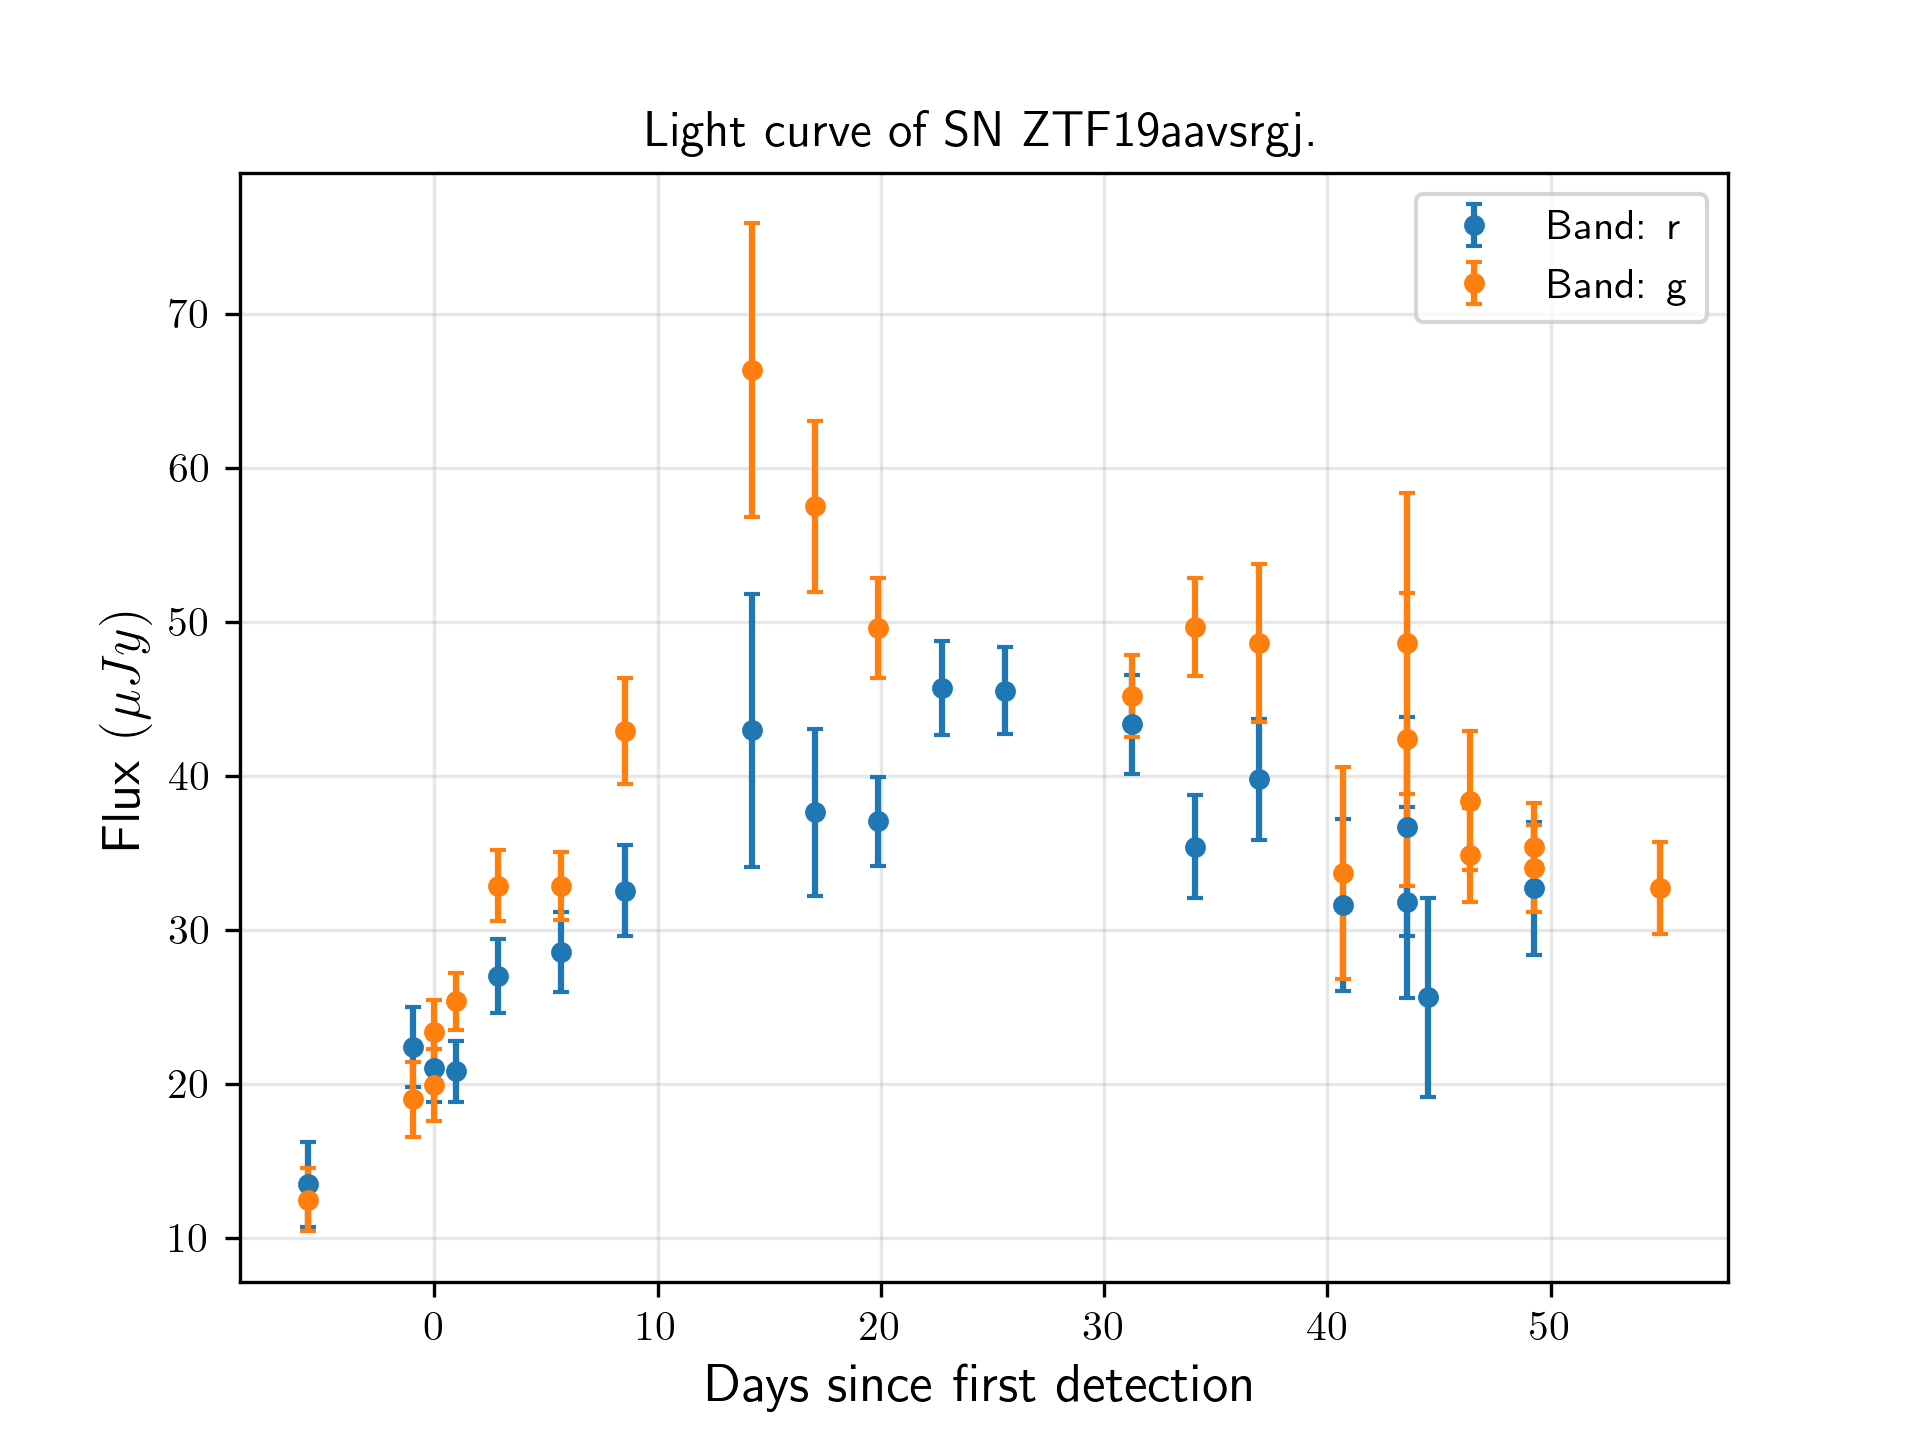 Light curve of SN ZTF19aavsrgj.
Band: r
Band: g
70
60
50
40
30
20
10
Flux (μJy)
0 10 20 30 40 50
Days since first detection